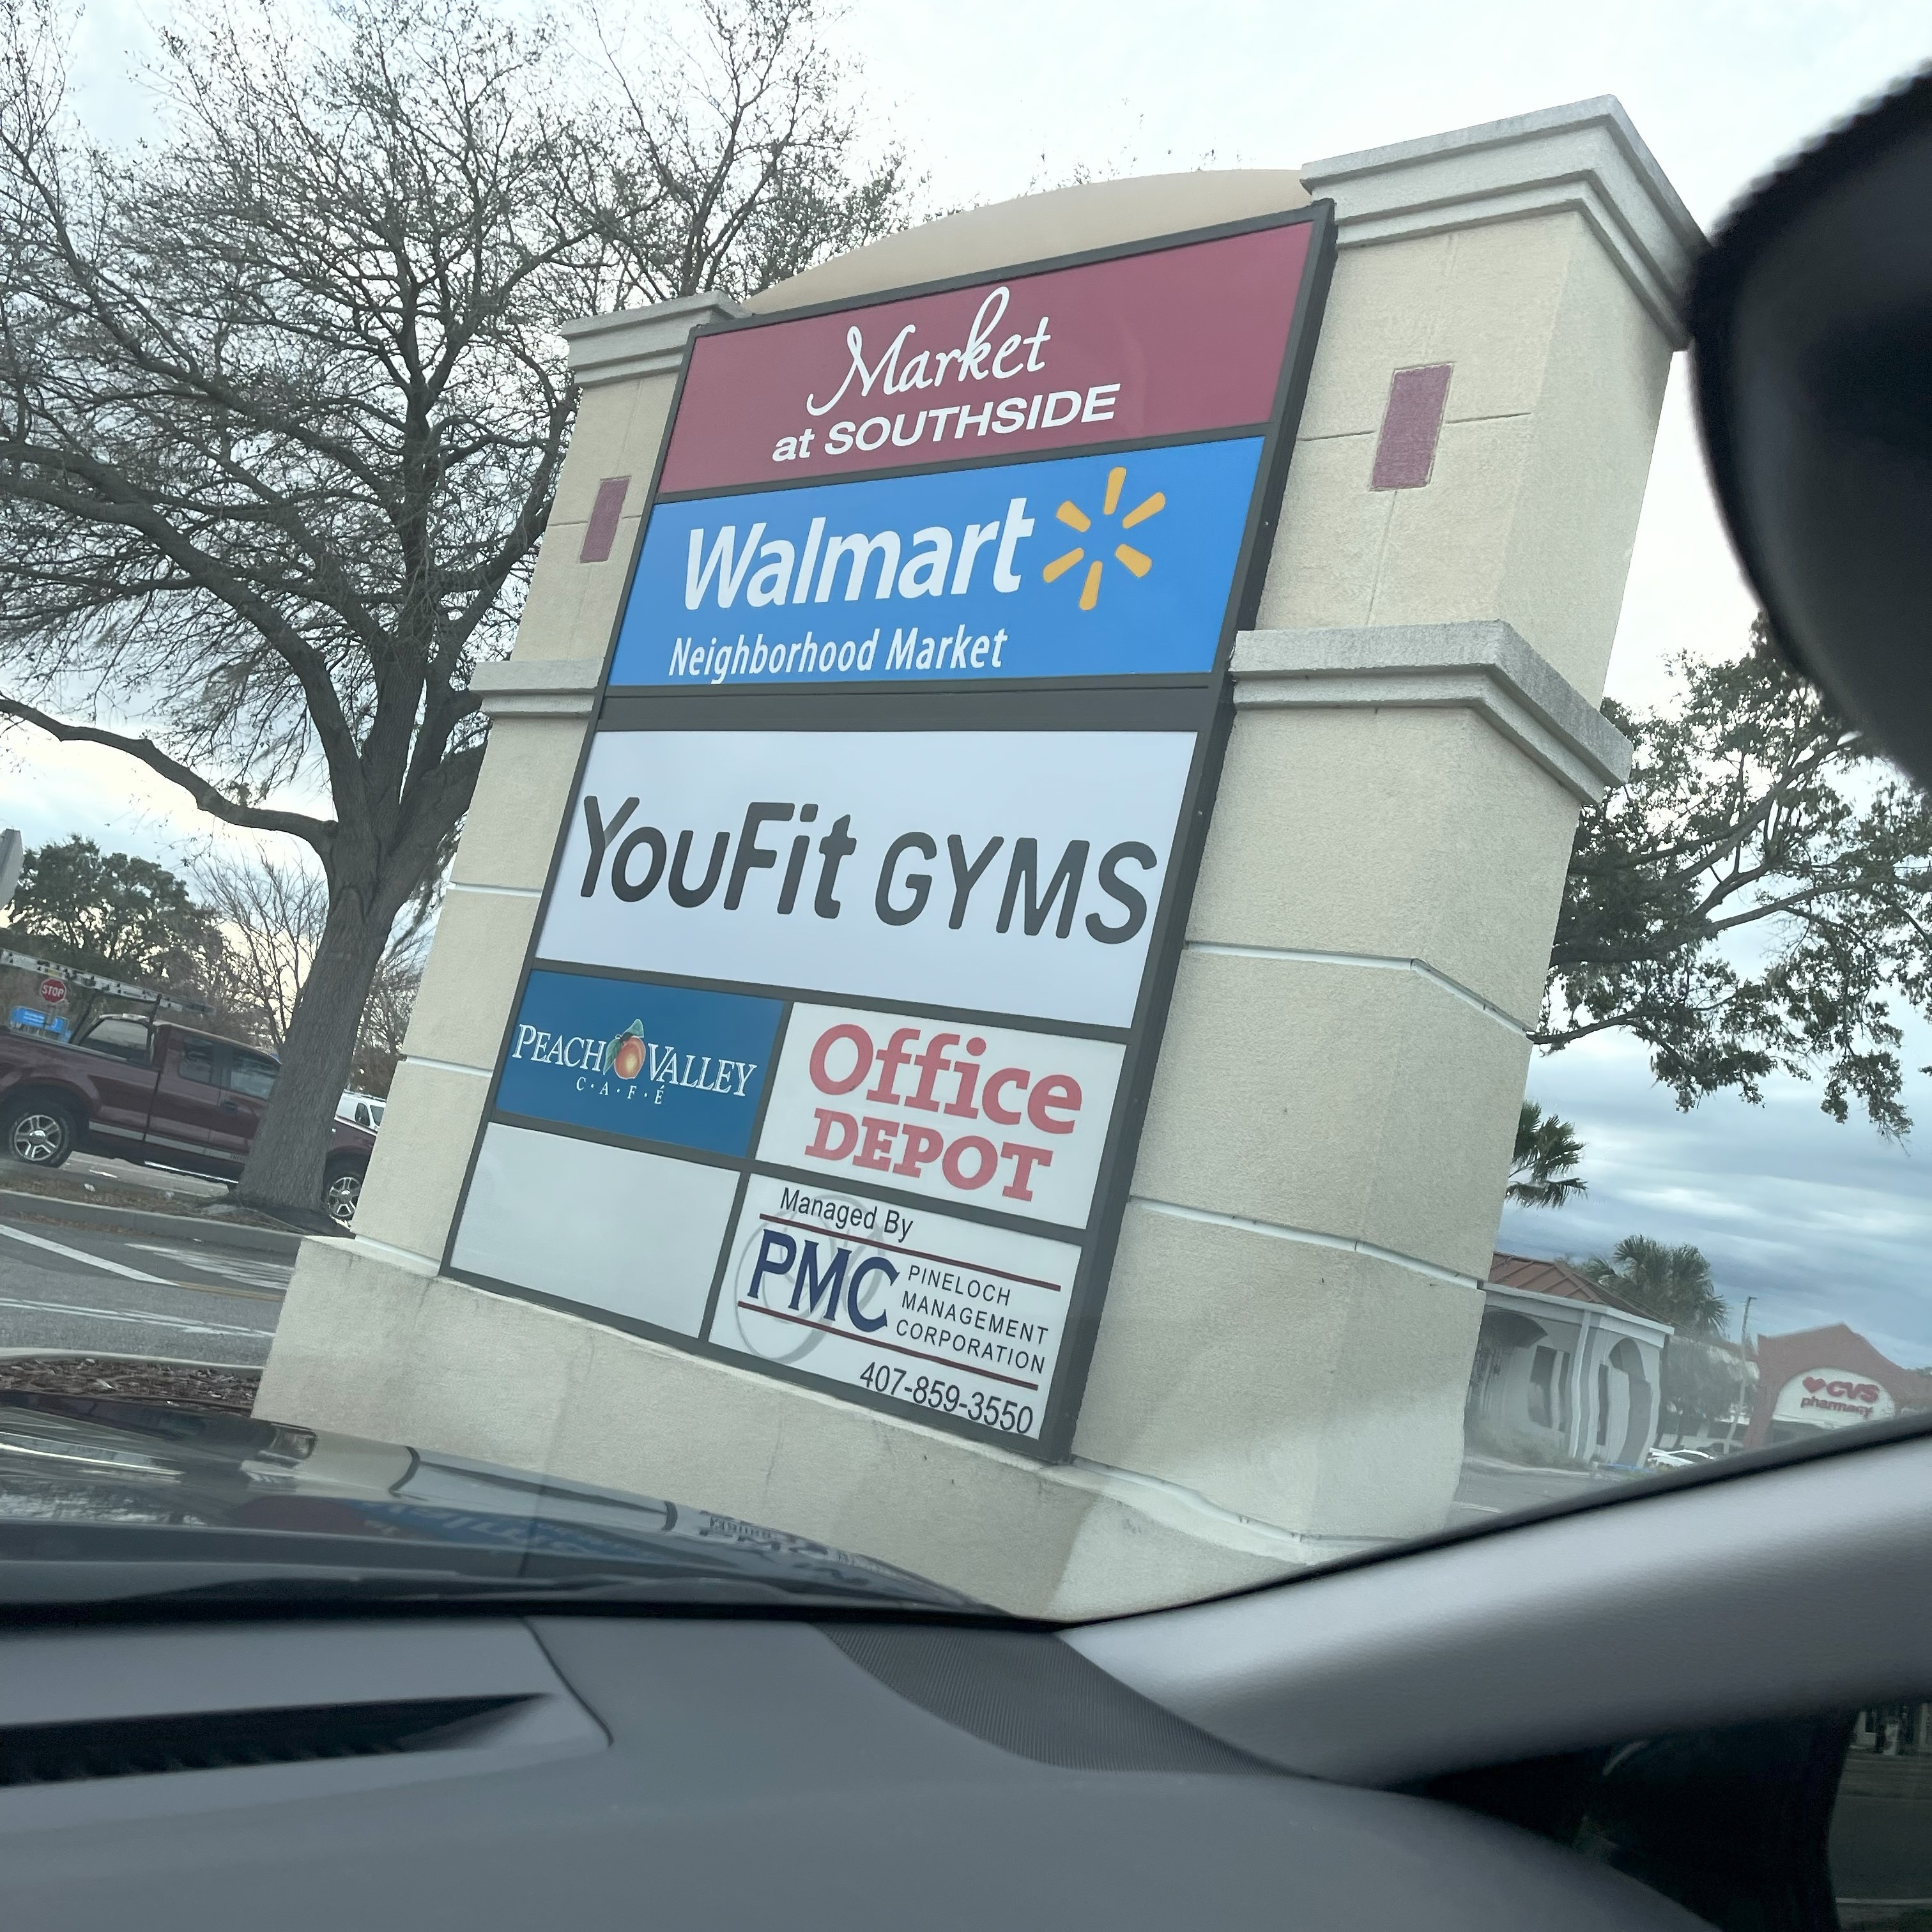 Market
at SOUTHSIDE
Walmart
Neighborhood Market
YouFit GYMS
PEACH VALLEY
C·A·F·É
Office
DEPOT
Managed By
PMC
PINELOCH
MANAGEMENT
CORPORATION
407-859-3550
STOP
CVS
pharmacy